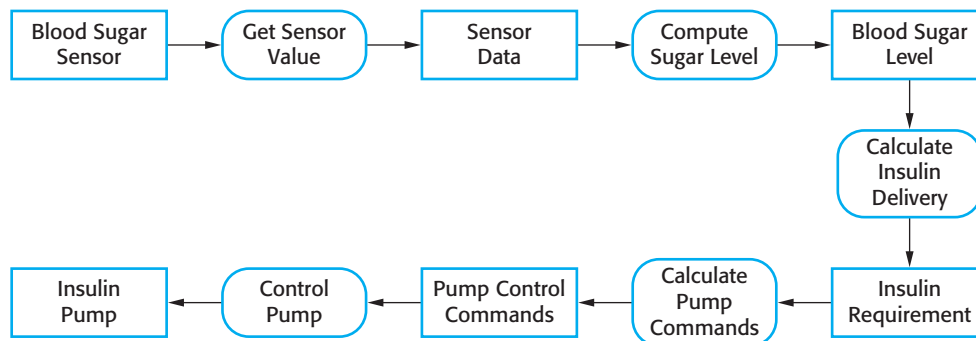 Blood Sugar
Sensor
Get Sensor
Value
Sensor
Data
Compute
Sugar Level
Blood Sugar
Level
Calculate
Insulin
Delivery
Insulin
Requirement
Calculate
Pump
Commands
Pump Control
Commands
Control
Pump
Insulin
Pump